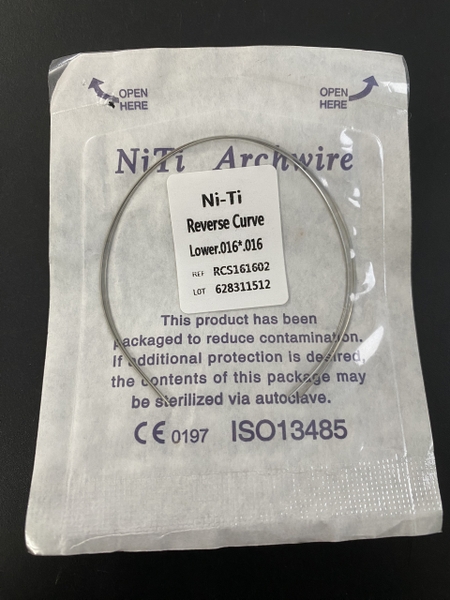 OPEN HERE
OPEN HERE
NiTi Archwire
Ni-Ti
Reverse Curve
Lower.016*.016
REF RCS161602
LOT 628311512
This product has been
packaged to reduce contamination.
If additional protection is desired,
the contents of this package may
be sterilized via autoclave.
CE 0197 ISO13485